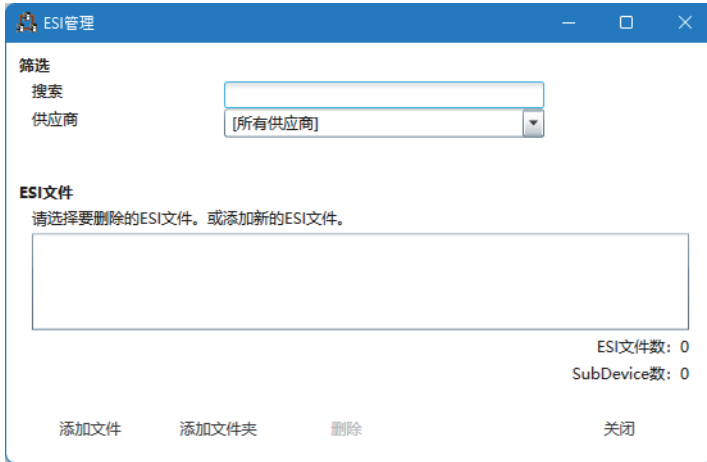 ESI管理
筛选
搜索
供应商 [所有供应商]
ESI文件
请选择要删除的ESI文件。或添加新的ESI文件。
ESI文件数: 0
SubDevice数: 0
添加文件 添加文件夹 删除 关闭